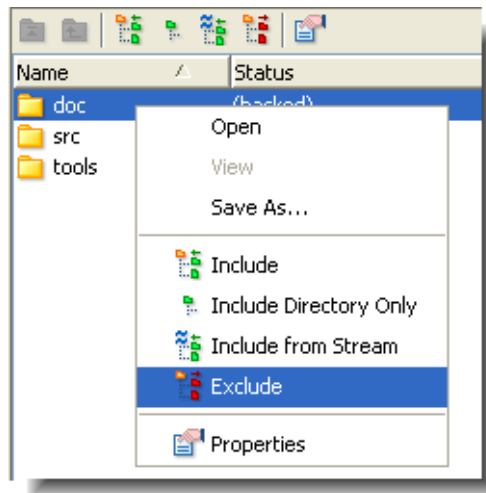 Name Status
doc (backed)
src
tools
Open
View
Save As...
Include
Include Directory Only
Include from Stream
Exclude
Properties